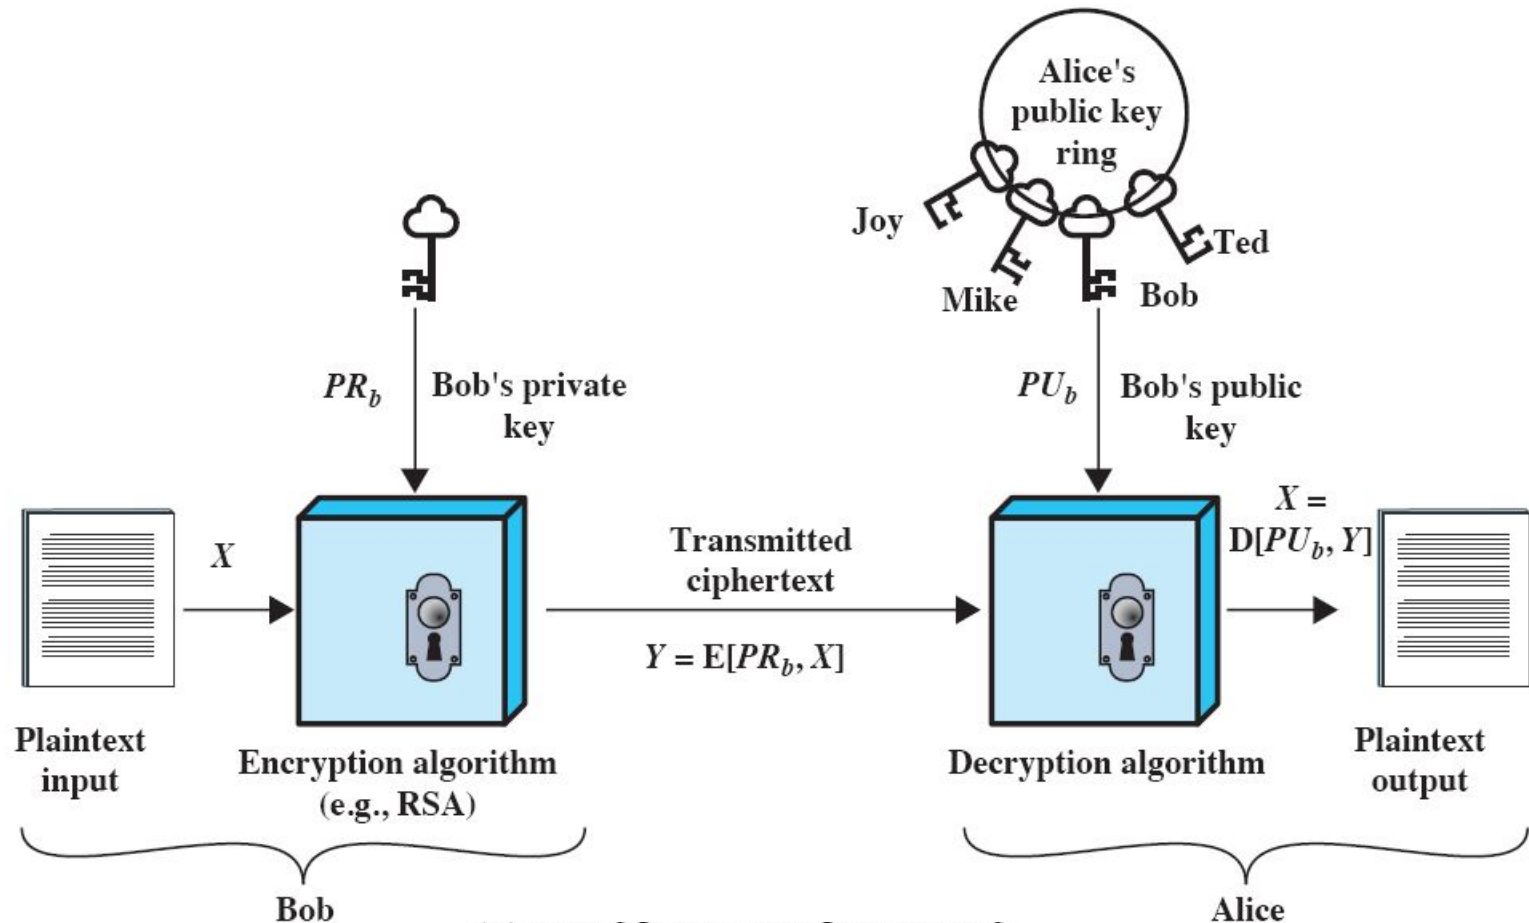 Alice's
public key
ring
Joy
Ted
Mike
Bob
PR_b
Bob's private
key
PU_b
Bob's public
key
X
Transmitted
ciphertext
X =
D[PU_b, Y]
Y = E[PR_b, X]
Plaintext
input
Encryption algorithm
(e.g., RSA)
Decryption algorithm
Plaintext
output
Bob
Alice